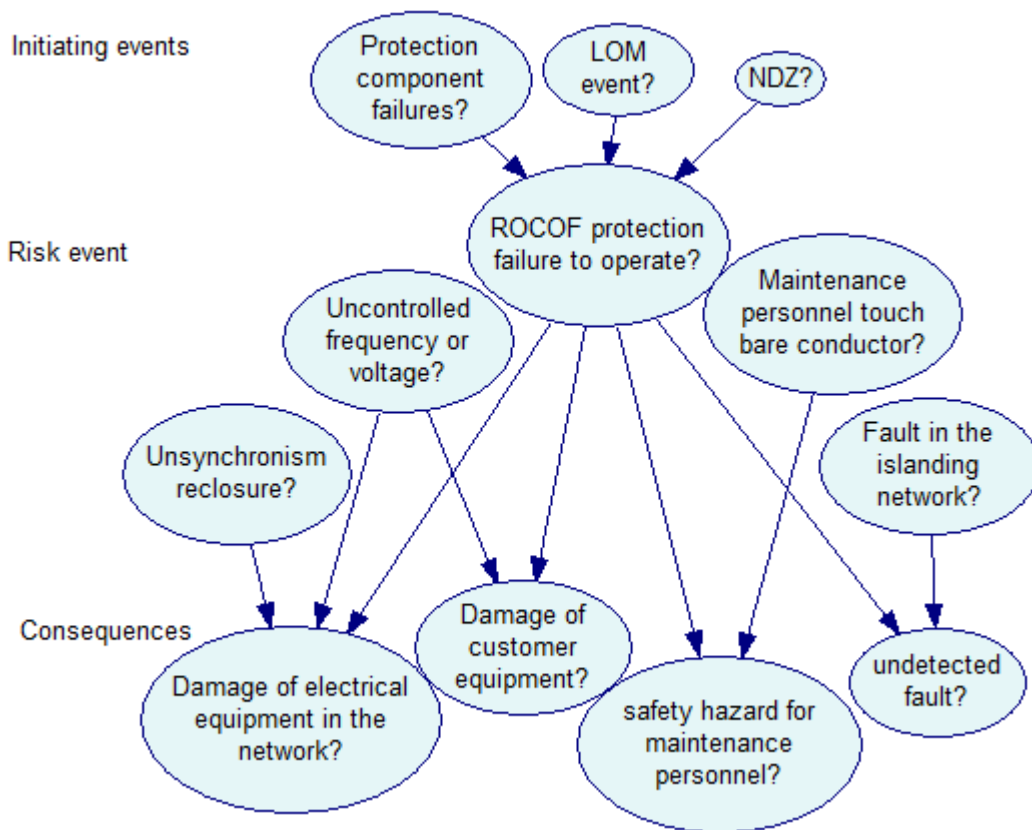 Initiating events
Protection
component
failures?
LOM
event?
NDZ?
Risk event
ROCOF protection
failure to operate?
Uncontrolled
frequency or
voltage?
Maintenance
personnel touch
bare conductor?
Unsynchronism
reclosure?
Fault in the
islanding
network?
Consequences
Damage of electrical
equipment in the
network?
Damage of
customer
equipment?
safety hazard for
maintenance
personnel?
undetected
fault?